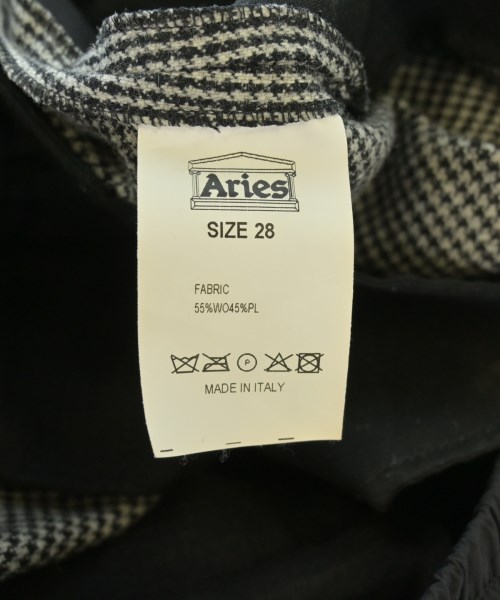 Aries
SIZE 28
FABRIC
55%WO45%PL
P
MADE IN ITALY